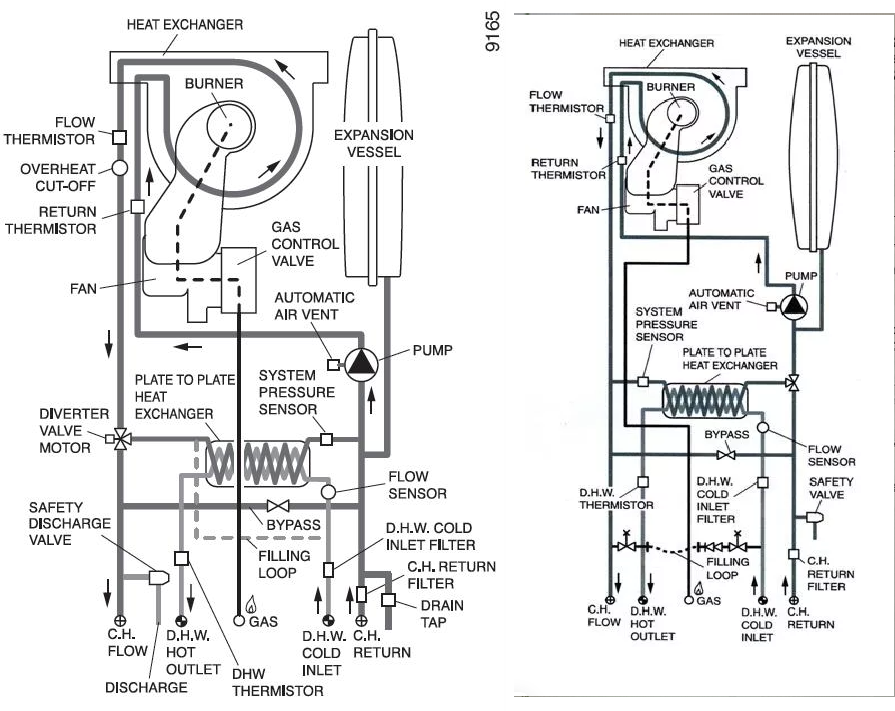 HEAT EXCHANGER
BURNER
FLOW
THERMISTOR
EXPANSION
VESSEL
OVERHEAT
CUT-OFF
RETURN
THERMISTOR
GAS
CONTROL
VALVE
FAN
AUTOMATIC
AIR VENT
PUMP
PLATE TO PLATE
HEAT
EXCHANGER
SYSTEM
PRESSURE
SENSOR
DIVERTER
VALVE
MOTOR
FLOW
SENSOR
SAFETY
DISCHARGE
VALVE
BYPASS
D.H.W. COLD
INLET FILTER
FILLING
LOOP
C.H. RETURN
FILTER
DRAIN
TAP
C.H.
FLOW
D.H.W.
HOT
OUTLET
GAS
D.H.W.
COLD
INLET
C.H.
RETURN
DISCHARGE
DHW
THERMISTOR
9165
HEAT EXCHANGER
EXPANSION
VESSEL
BURNER
FLOW
THERMISTOR
RETURN
THERMISTOR
GAS
CONTROL
VALVE
FAN
PUMP
AUTOMATIC
AIR VENT
SYSTEM
PRESSURE
SENSOR
PLATE TO PLATE
HEAT EXCHANGER
BYPASS
FLOW
SENSOR
D.H.W.
THERMISTOR
D.H.W.
COLD
INLET
FILTER
SAFETY
VALVE
FILLING
LOOP
C.H.
RETURN
FILTER
C.H.
FLOW
D.H.W.
HOT
OUTLET
GAS
D.H.W.
COLD
INLET
C.H.
RETURN